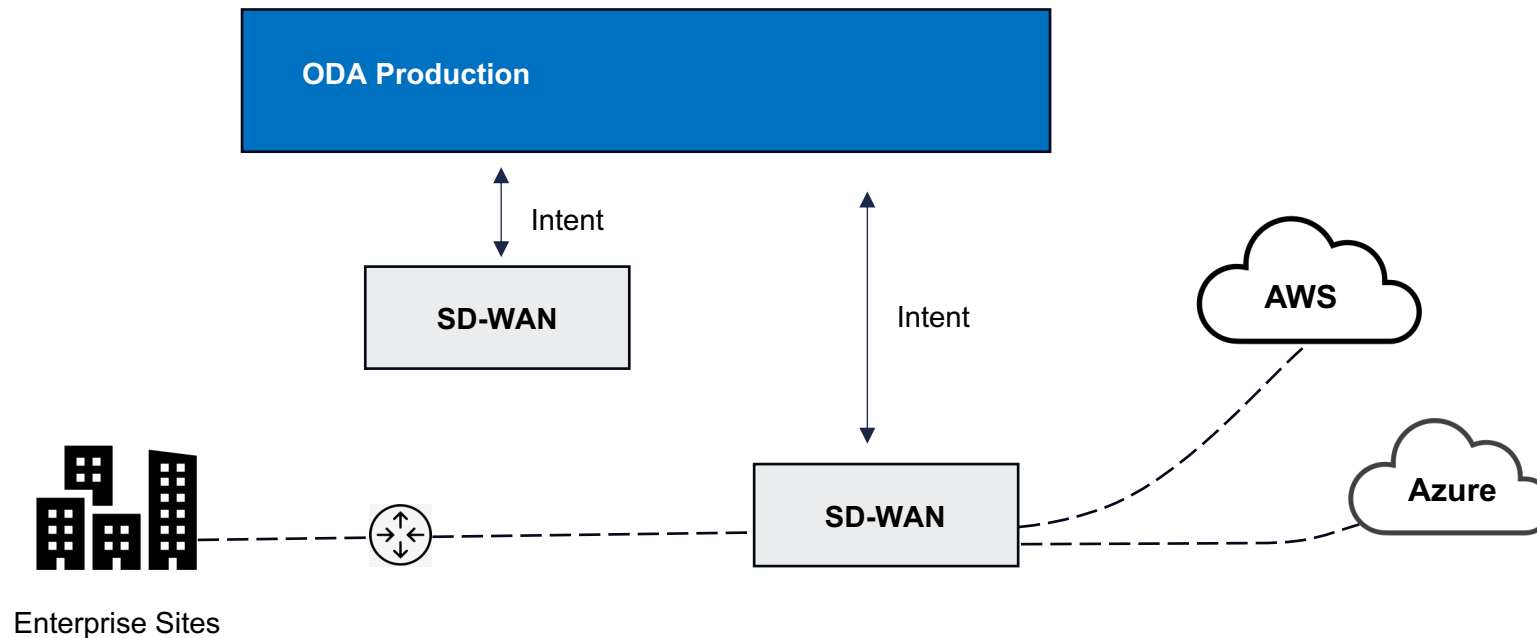 ODA Production
Intent
SD-WAN
Intent
AWS
Azure
SD-WAN
Enterprise Sites